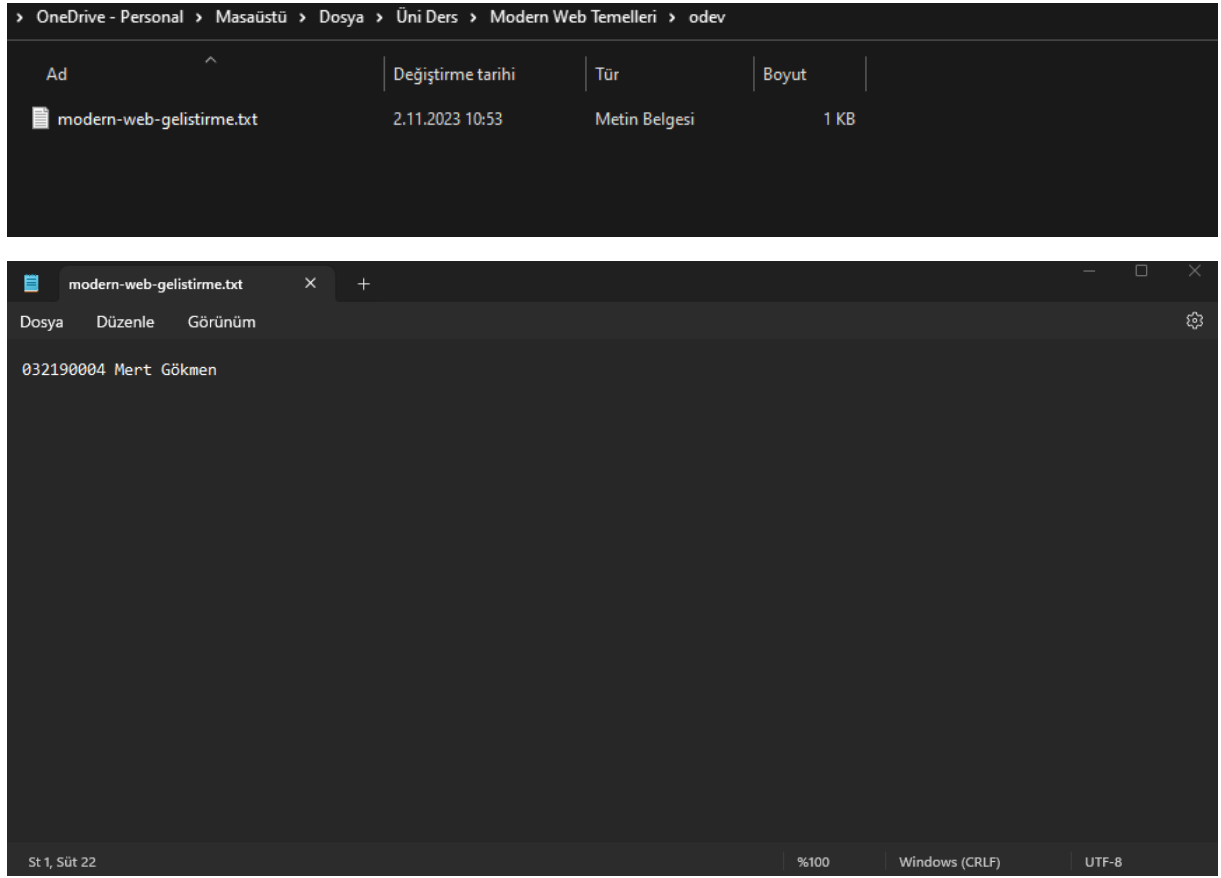 › OneDrive - Personal › Masaüstü › Dosya › Üni Ders › Modern Web Temelleri › odev
Ad Değiştirme tarihi Tür Boyut
modern-web-gelistirme.txt 2.11.2023 10:53 Metin Belgesi 1 KB
modern-web-gelistirme.txt
Dosya Düzenle Görünüm
032190004 Mert Gökmen
St 1, Süt 22 %100 Windows (CRLF) UTF-8